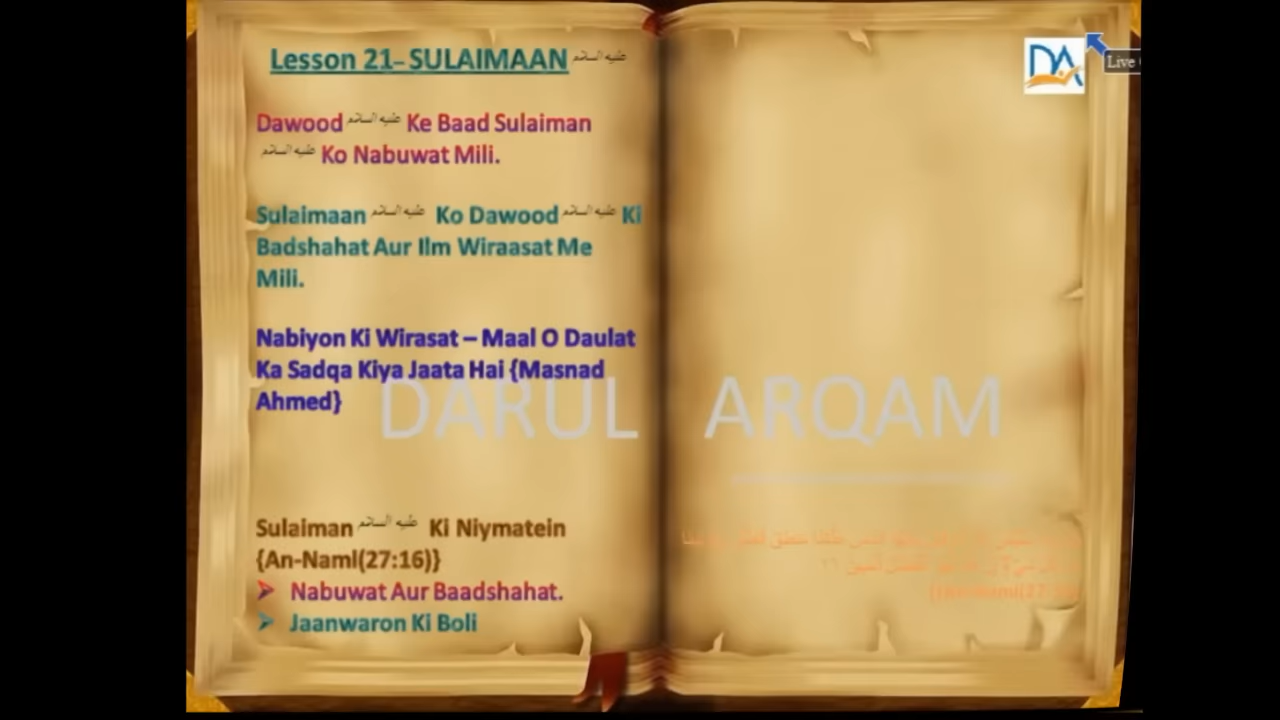 Lesson 21– SULAIMAAN عليه السلام
Dawood عليه السلام Ke Baad Sulaiman
عليه السلام Ko Nabuwat Mili.
Sulaimaan عليه السلام Ko Dawood عليه السلام Ki
Badshahat Aur Ilm Wiraasat Me
Mili.
Nabiyon Ki Wirasat – Maal O Daulat
Ka Sadqa Kiya Jaata Hai {Masnad
Ahmed}
Sulaiman عليه السلام Ki Niymatein
{An-Naml(27:16)}
➢ Nabuwat Aur Baadshahat.
➢ Jaanwaron Ki Boli
DA
Live
DARUL ARQAM